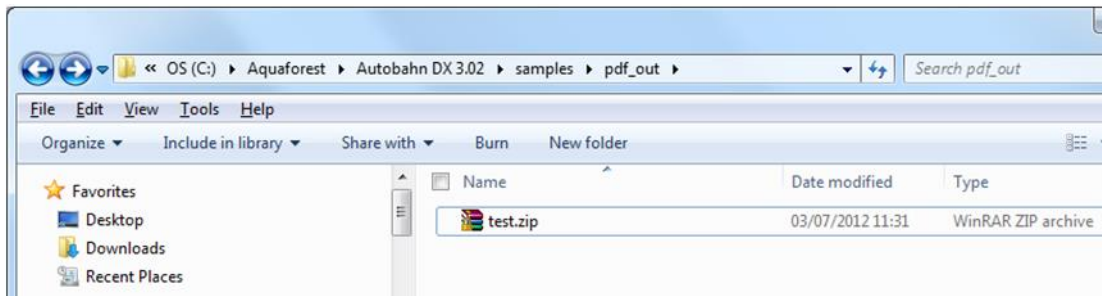 « OS (C:) ▸ Aquaforest ▸ Autobahn DX 3.02 ▸ samples ▸ pdf_out ▸ Search pdf_out
File Edit View Tools Help
Organize Include in library Share with Burn New folder
Favorites Name Date modified Type
Desktop test.zip 03/07/2012 11:31 WinRAR ZIP archive
Downloads
Recent Places